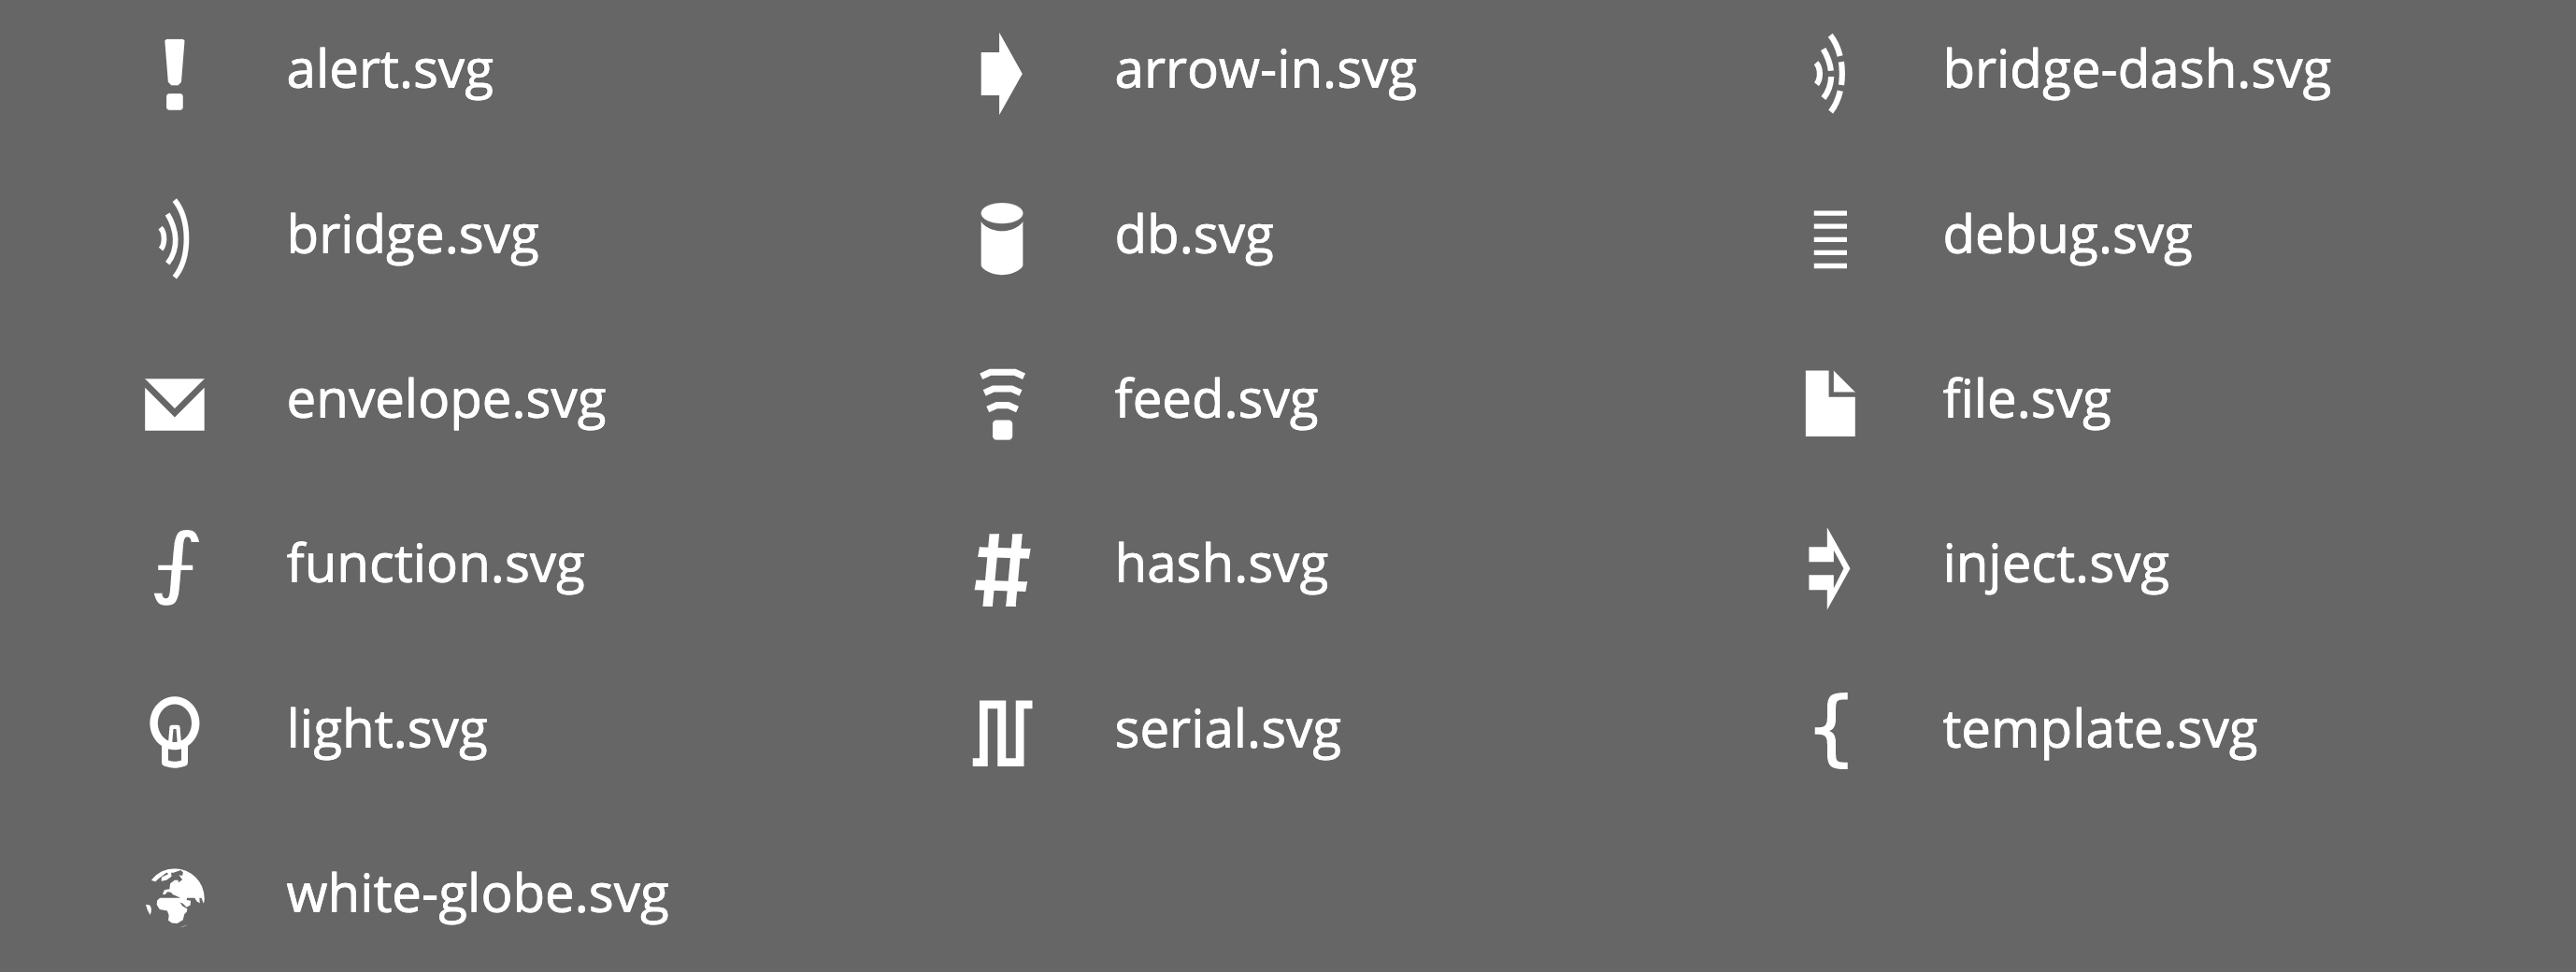 alert.svg
arrow-in.svg
bridge-dash.svg
bridge.svg
db.svg
debug.svg
envelope.svg
feed.svg
file.svg
function.svg
hash.svg
inject.svg
light.svg
serial.svg
template.svg
white-globe.svg